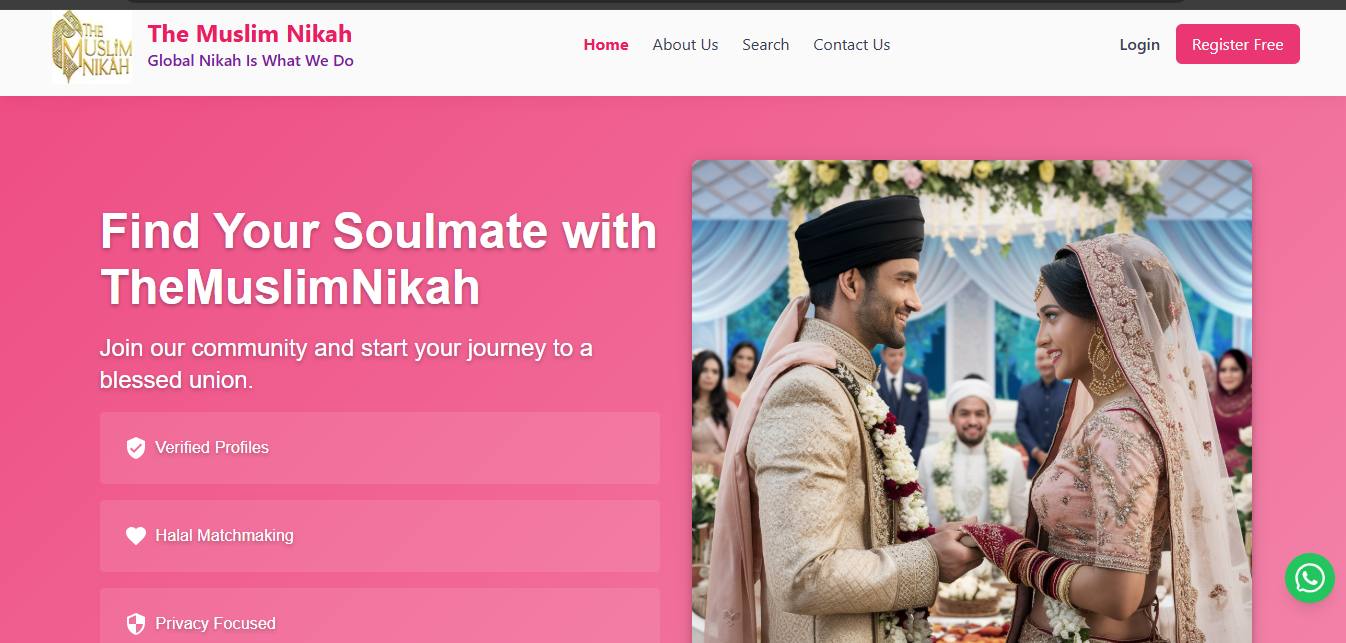 THE
MUSLIM
NIKAH
The Muslim Nikah
Global Nikah Is What We Do
Home
About Us
Search
Contact Us
Login
Register Free
Find Your Soulmate with
TheMuslimNikah
Join our community and start your journey to a
blessed union.
Verified Profiles
Halal Matchmaking
Privacy Focused